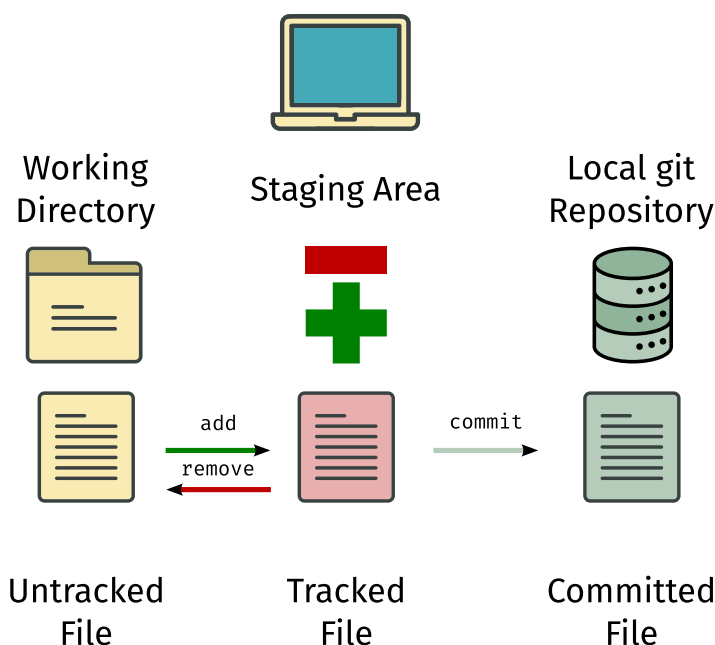 Working
Directory
Staging Area
Local git
Repository
add
remove
commit
Untracked
File
Tracked
File
Committed
File